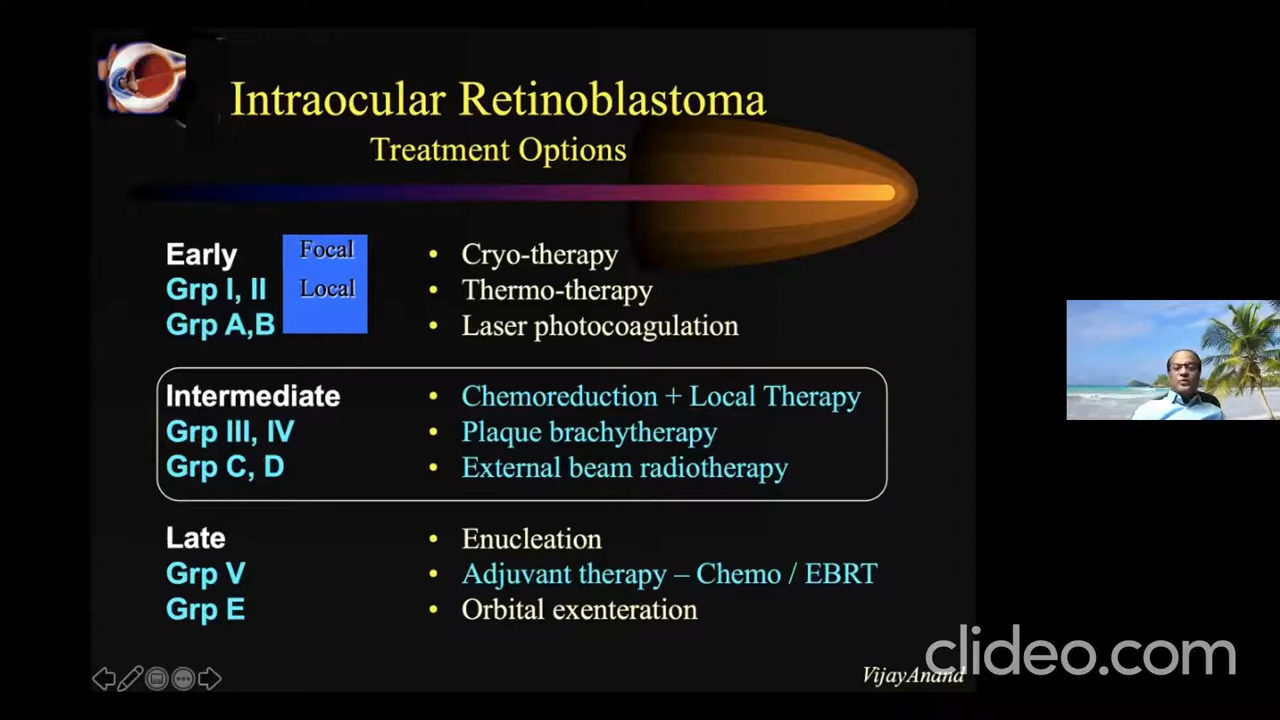 Intraocular Retinoblastoma
Treatment Options
Early
Focal
• Cryo-therapy
Grp I, II
Local
• Thermo-therapy
Grp A,B
• Laser photocoagulation
Intermediate
• Chemoreduction + Local Therapy
Grp III, IV
• Plaque brachytherapy
Grp C, D
• External beam radiotherapy
Late
• Enucleation
Grp V
• Adjuvant therapy – Chemo / EBRT
Grp E
• Orbital exenteration
clideo.com
VijayAnand